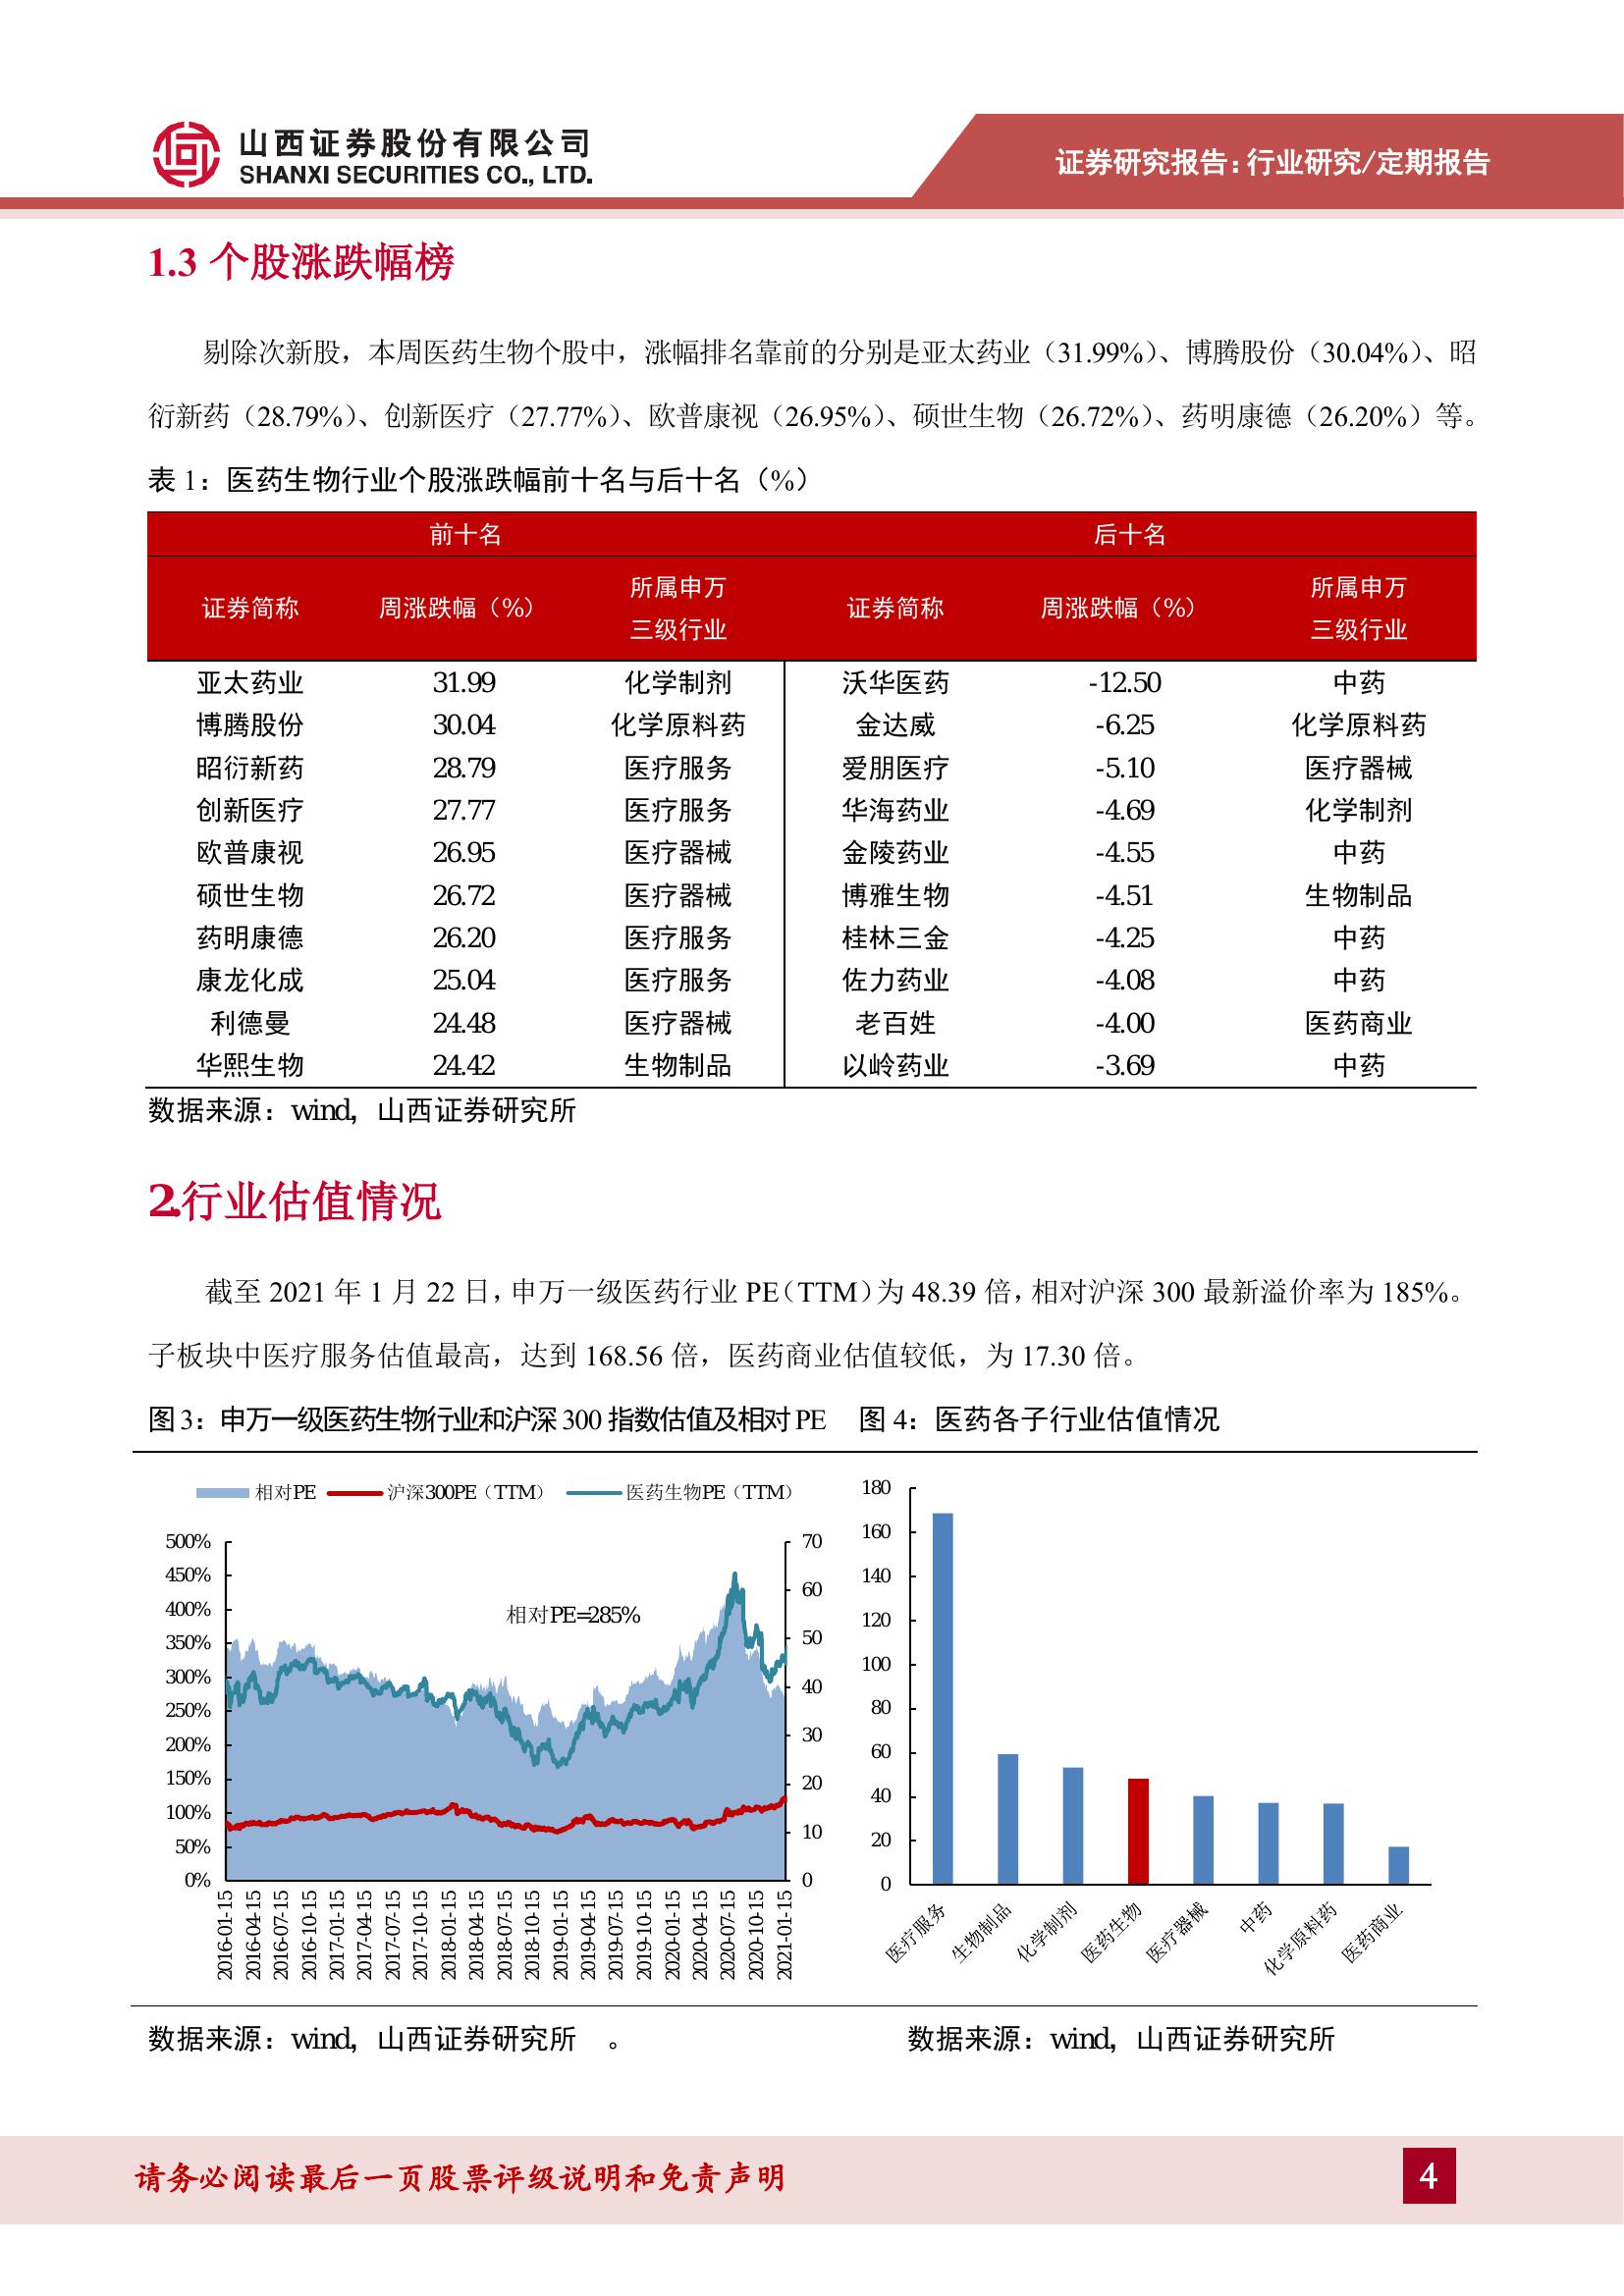 山西证券股份有限公司
SHANXI SECURITIES CO., LTD.
证券研究报告：行业研究/定期报告
1.3 个股涨跌幅榜
剔除次新股，本周医药生物个股中，涨幅排名靠前的分别是亚太药业（31.99%）、博腾股份（30.04%）、昭
衍新药（28.79%）、创新医疗（27.77%）、欧普康视（26.95%）、硕世生物（26.72%）、药明康德（26.20%）等。
表 1：医药生物行业个股涨跌幅前十名与后十名（%）
前十名 后十名
证券简称 周涨跌幅（%） 所属申万三级行业 证券简称 周涨跌幅（%） 所属申万三级行业
亚太药业 31.99 化学制剂 沃华医药 -12.50 中药
博腾股份 30.04 化学原料药 金达威 -6.25 化学原料药
昭衍新药 28.79 医疗服务 爱朋医疗 -5.10 医疗器械
创新医疗 27.77 医疗服务 华海药业 -4.69 化学制剂
欧普康视 26.95 医疗器械 金陵药业 -4.55 中药
硕世生物 26.72 医疗器械 博雅生物 -4.51 生物制品
药明康德 26.20 医疗服务 桂林三金 -4.25 中药
康龙化成 25.04 医疗服务 佐力药业 -4.08 中药
利德曼 24.48 医疗器械 老百姓 -4.00 医药商业
华熙生物 24.42 生物制品 以岭药业 -3.69 中药
数据来源：wind，山西证券研究所
2.行业估值情况
截至 2021 年 1 月 22 日，申万一级医药行业 PE（TTM）为 48.39 倍，相对沪深 300 最新溢价率为 185%。
子板块中医疗服务估值最高，达到 168.56 倍，医药商业估值较低，为 17.30 倍。
图 3：申万一级医药生物行业和沪深 300 指数估值及相对 PE
相对PE 沪深300PE（TTM） 医药生物PE（TTM）
500%
450%
400%
350%
300%
250%
200%
150%
100%
50%
0%
相对PE=285%
70
60
50
40
30
20
10
0
2016-01-15
2016-04-15
2016-07-15
2016-10-15
2017-01-15
2017-04-15
2017-07-15
2017-10-15
2018-01-15
2018-04-15
2018-07-15
2018-10-15
2019-01-15
2019-04-15
2019-07-15
2019-10-15
2020-01-15
2020-04-15
2020-07-15
2020-10-15
2021-01-15
图 4：医药各子行业估值情况
180
160
140
120
100
80
60
40
20
0
医疗服务
生物制品
化学制剂
医药生物
医疗器械
中药
化学原料药
医药商业
数据来源：wind，山西证券研究所 。
数据来源：wind，山西证券研究所
请务必阅读最后一页股票评级说明和免责声明
4